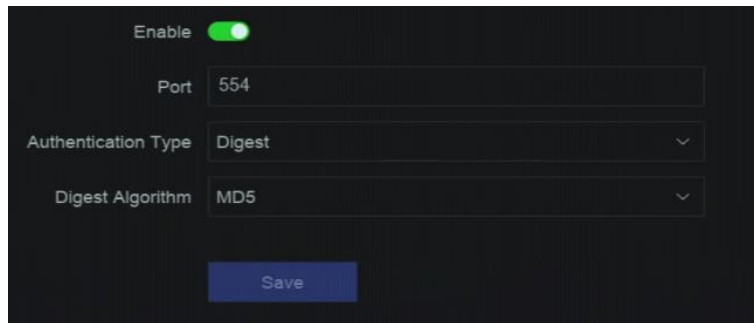 Enable
Port 554
Authentication Type Digest
Digest Algorithm MD5
Save